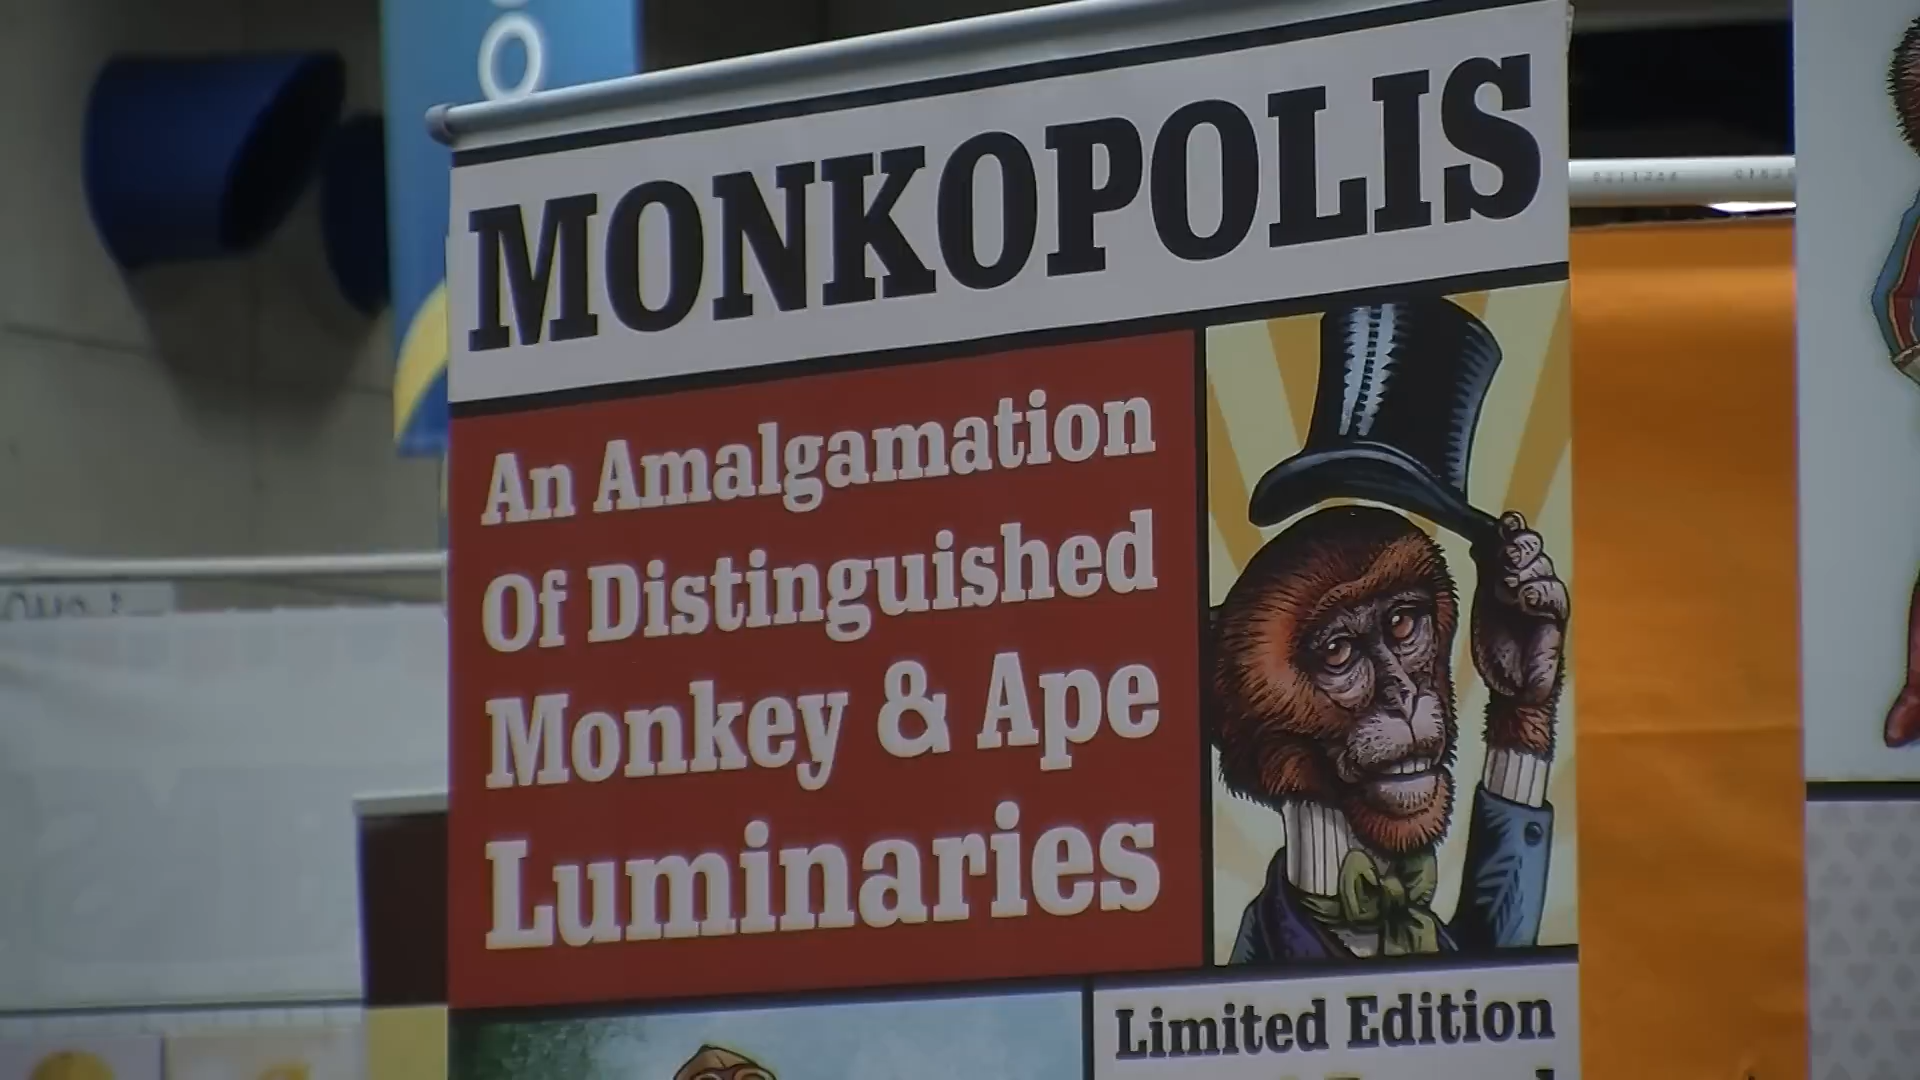 MONKOPOLIS
An Amalgamation
Of Distinguished
Monkey & Ape
Luminaries
Limited Edition